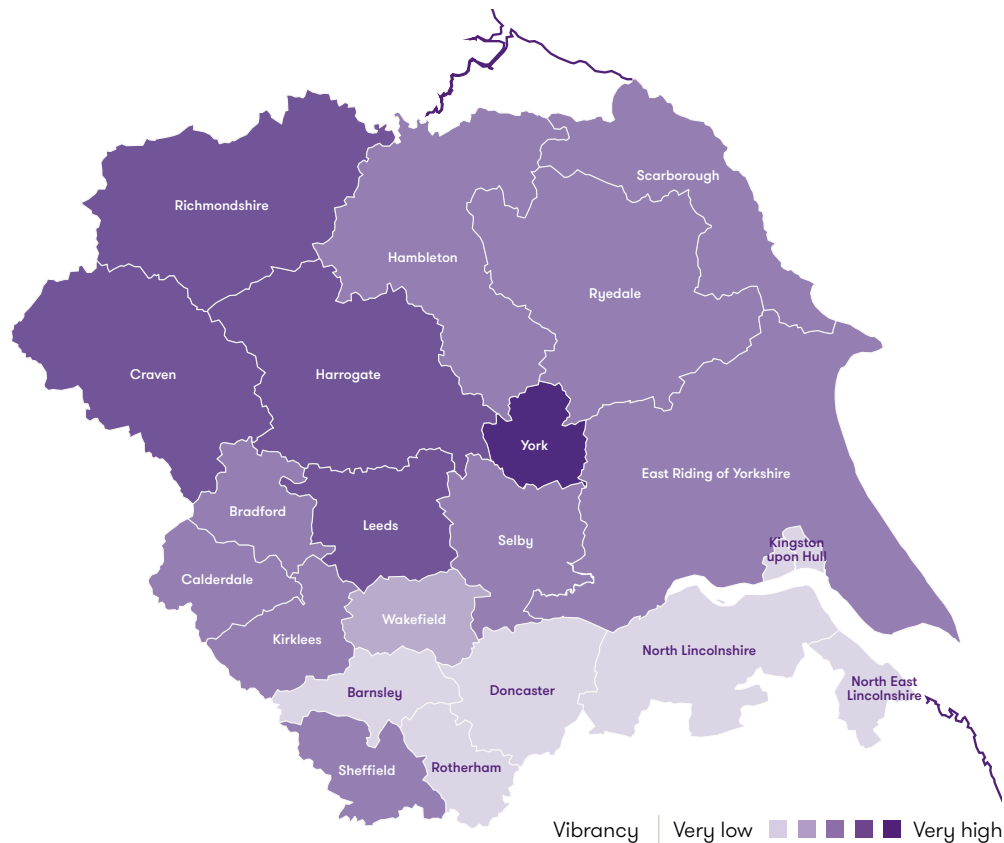 Scarborough
Richmondshire
Hambleton
Ryedale
Craven
Harrogate
York
East Riding of Yorkshire
Bradford
Leeds
Selby
Kingston
upon Hull
Calderdale
Wakefield
Kirklees
North Lincolnshire
Barnsley
Doncaster
North East
Lincolnshire
Sheffield
Rotherham
Vibrancy Very low Very high